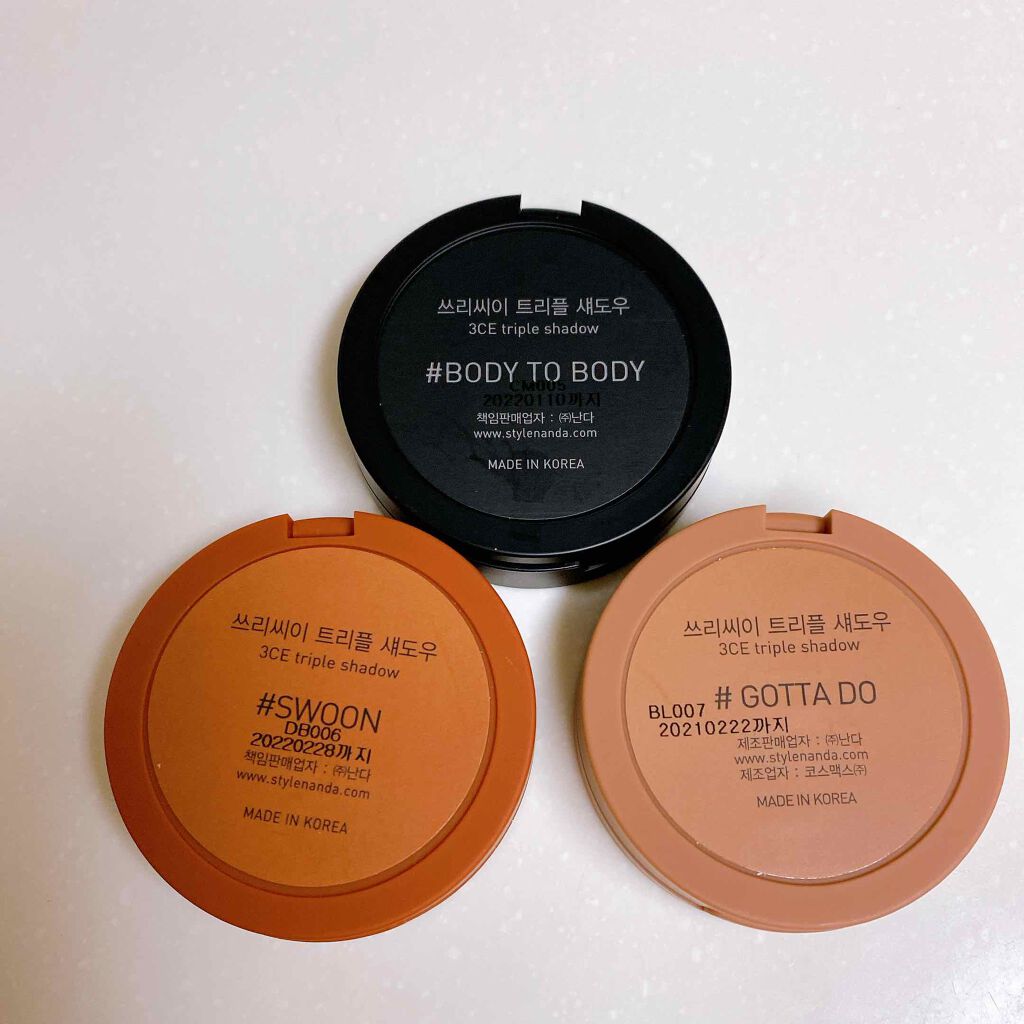 쓰리씨이 트리플 섀도우
3CE triple shadow
#BODY TO BODY
CM005
20220110까지
책임판매업자 : ㈜난다
www.stylenanda.com
MADE IN KOREA
쓰리씨이 트리플 섀도우
3CE triple shadow
#SWOON
DB006
20220228까지
책임판매업자 : ㈜난다
www.stylenanda.com
MADE IN KOREA
쓰리씨이 트리플 섀도우
3CE triple shadow
# GOTTA DO
BL007
20210222까지
제조판매업자 : ㈜난다
www.stylenanda.com
제조업자 : 코스맥스㈜
MADE IN KOREA